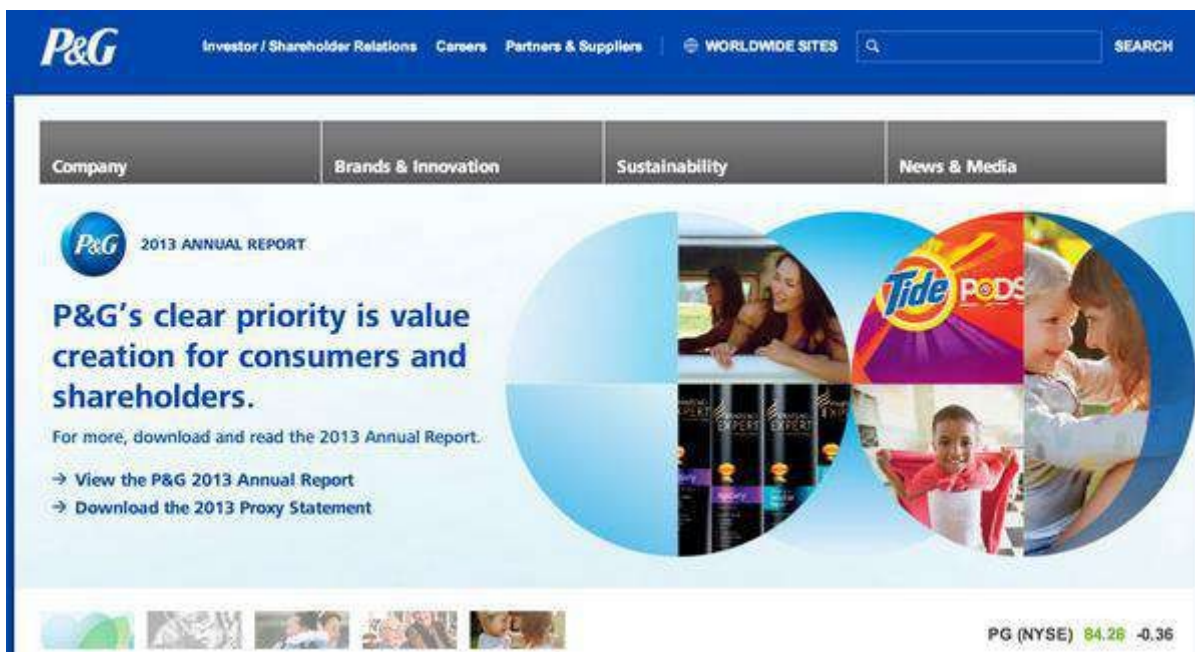 P&G
Investor / Shareholder Relations Careers Partners & Suppliers WORLDWIDE SITES SEARCH
Company Brands & Innovation Sustainability News & Media
P&G 2013 ANNUAL REPORT
P&G's clear priority is value
creation for consumers and
shareholders.
For more, download and read the 2013 Annual Report.
→ View the P&G 2013 Annual Report
→ Download the 2013 Proxy Statement
Tide PODS
EXPERT EXPERT
PG (NYSE) 84.28 -0.36